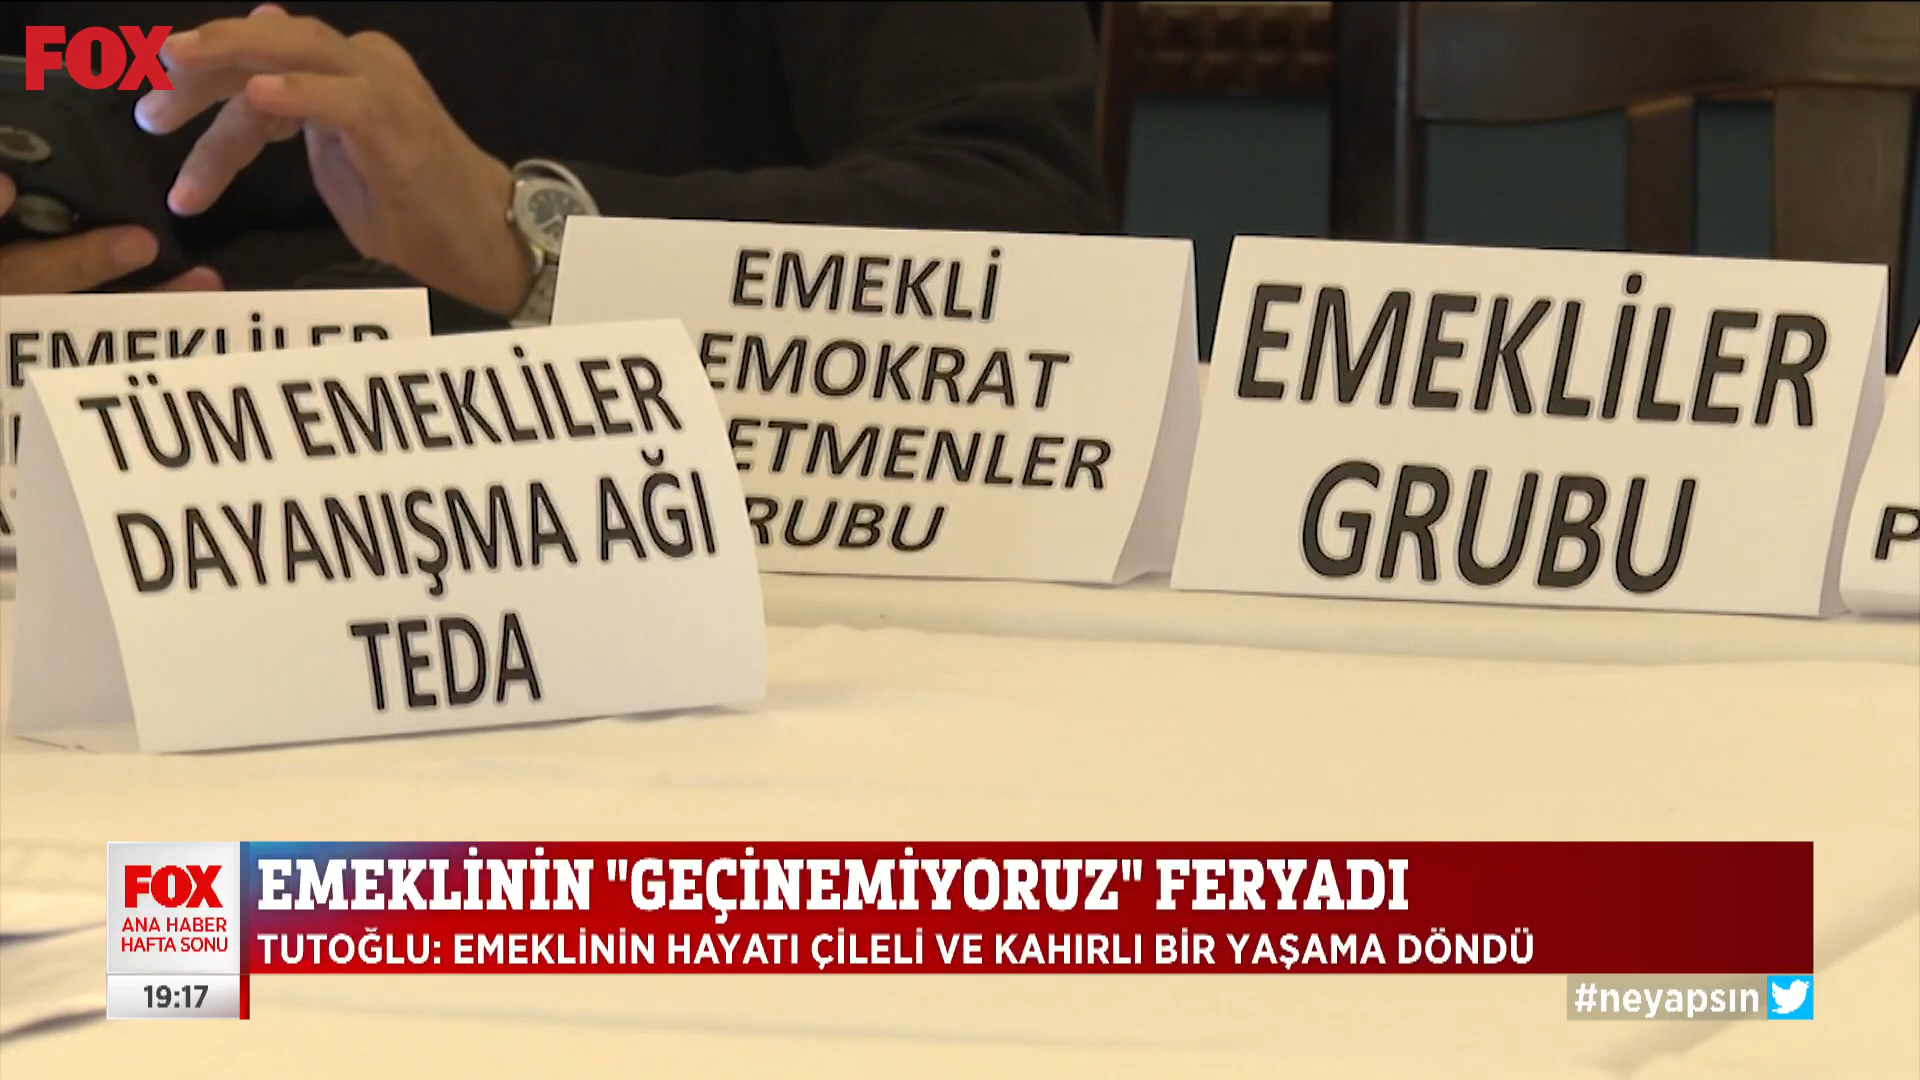 FOX
EMEKLİLER
TÜM EMEKLİLER
DAYANIŞMA AĞI
TEDA
EMEKLİ
EMOKRAT
ETMENLER
RUBU
EMEKLİLER
GRUBU
P
FOX
ANA HABER
HAFTA SONU
19:17
EMEKLİNİN "GEÇİNEMİYORUZ" FERYADI
TUTOĞLU: EMEKLİNİN HAYATI ÇİLELİ VE KAHIRLI BİR YAŞAMA DÖNDÜ
#neyapsın